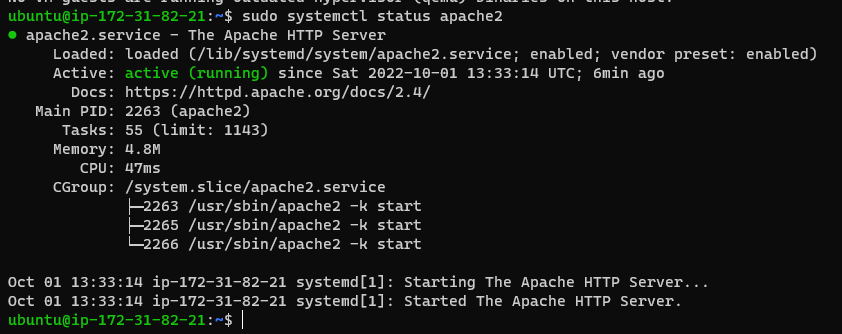 ubuntu@ip-172-31-82-21:~$ sudo systemctl status apache2
● apache2.service - The Apache HTTP Server
     Loaded: loaded (/lib/systemd/system/apache2.service; enabled; vendor preset: enabled)
     Active: active (running) since Sat 2022-10-01 13:33:14 UTC; 6min ago
       Docs: https://httpd.apache.org/docs/2.4/
   Main PID: 2263 (apache2)
      Tasks: 55 (limit: 1143)
     Memory: 4.8M
        CPU: 47ms
     CGroup: /system.slice/apache2.service
             ├─2263 /usr/sbin/apache2 -k start
             ├─2265 /usr/sbin/apache2 -k start
             └─2266 /usr/sbin/apache2 -k start

Oct 01 13:33:14 ip-172-31-82-21 systemd[1]: Starting The Apache HTTP Server...
Oct 01 13:33:14 ip-172-31-82-21 systemd[1]: Started The Apache HTTP Server.
ubuntu@ip-172-31-82-21:~$